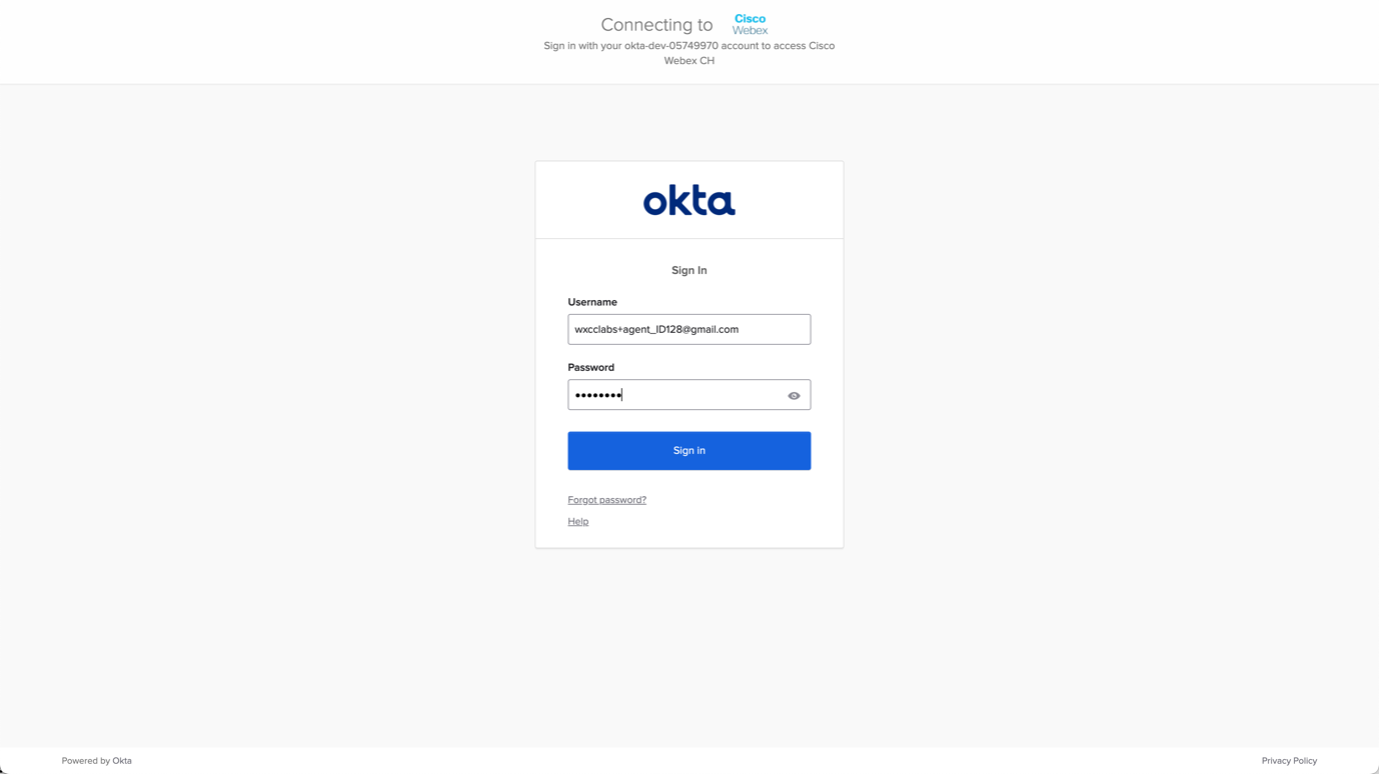 Connecting to
Cisco
Webex
Sign in with your okta-dev-05749970 account to access Cisco
Webex CH
okta
Sign In
Username
wxcclabs+agent_ID128@gmail.com
Password
••••••••
Sign in
Forgot password?
Help
Powered by Okta
Privacy Policy